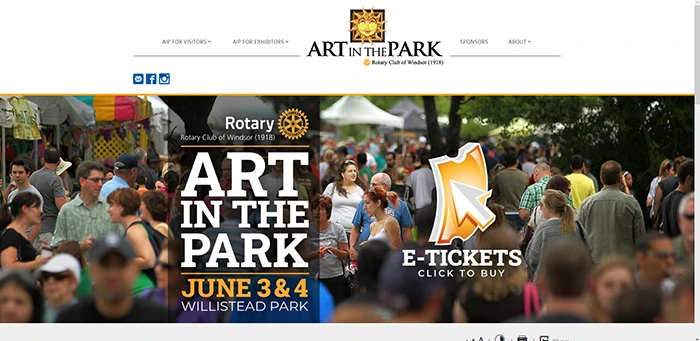 AIP FOR VISITORS
AIP FOR EXHIBITORS
ART IN THE PARK
Rotary Club of Windsor (1918)
SPONSORS
ABOUT
Rotary
Rotary Club of Windsor (1918)
ART
IN THE
PARK
JUNE 3 & 4
WILLISTEAD PARK
E-TICKETS
CLICK TO BUY